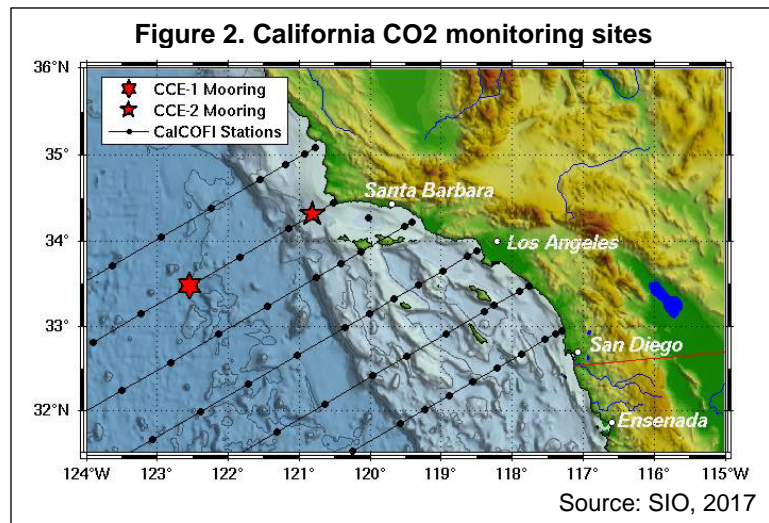 Figure 2. California CO2 monitoring sites
36°N
CCE-1 Mooring
CCE-2 Mooring
CalCOFI Stations
35°N
Santa Barbara
34°N
Los Angeles
33°N
San Diego
32°N
Ensenada
124°W 123°W 122°W 121°W 120°W 119°W 118°W 117°W 116°W 115°W
Source: SIO, 2017